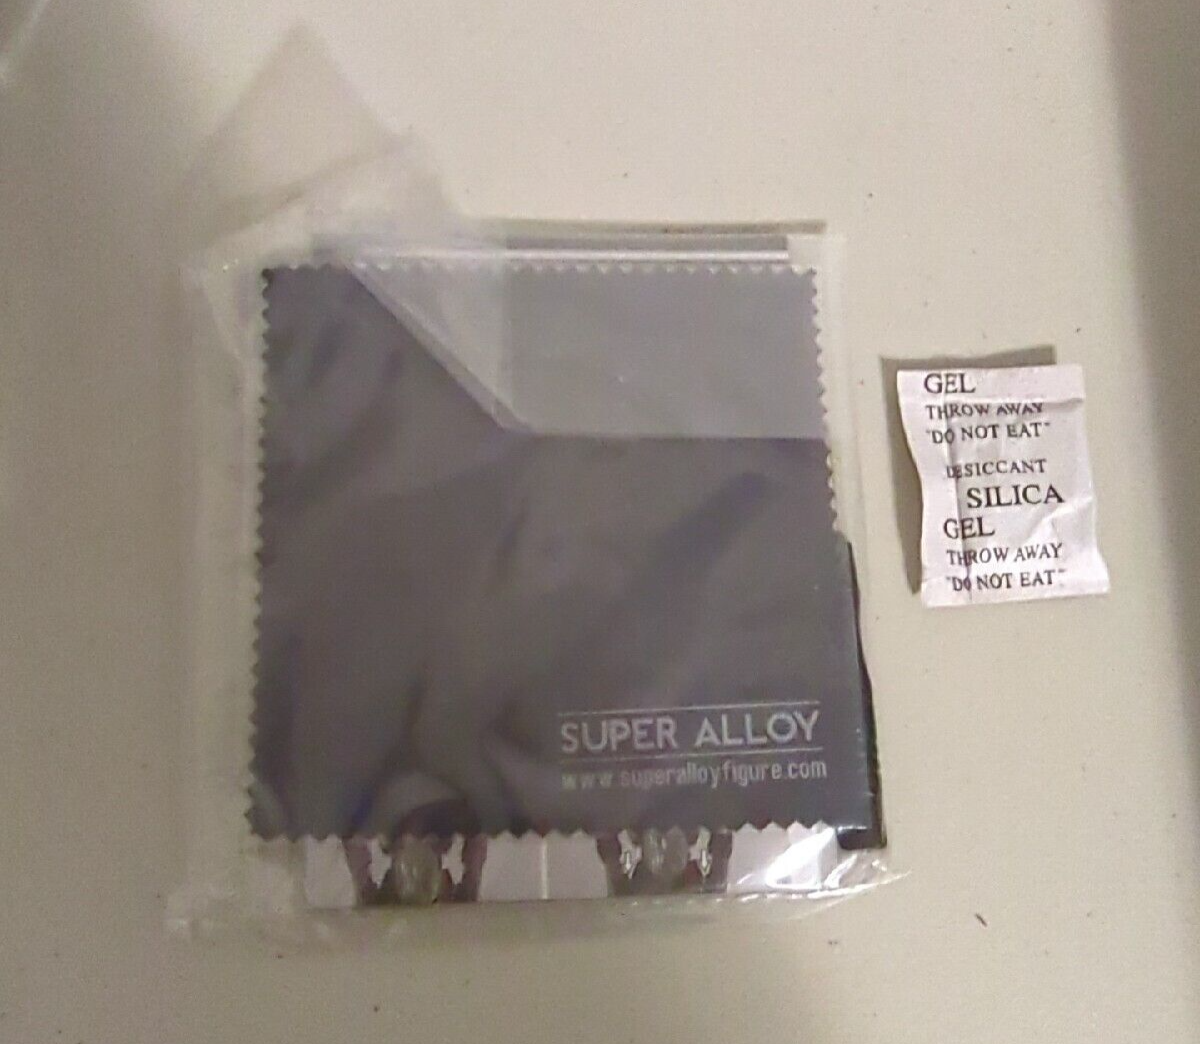 SUPER ALLOY
www.superalloyfigure.com
GEL
THROW AWAY
"DO NOT EAT"
DESICCANT
SILICA
GEL
THROW AWAY
"DO NOT EAT"